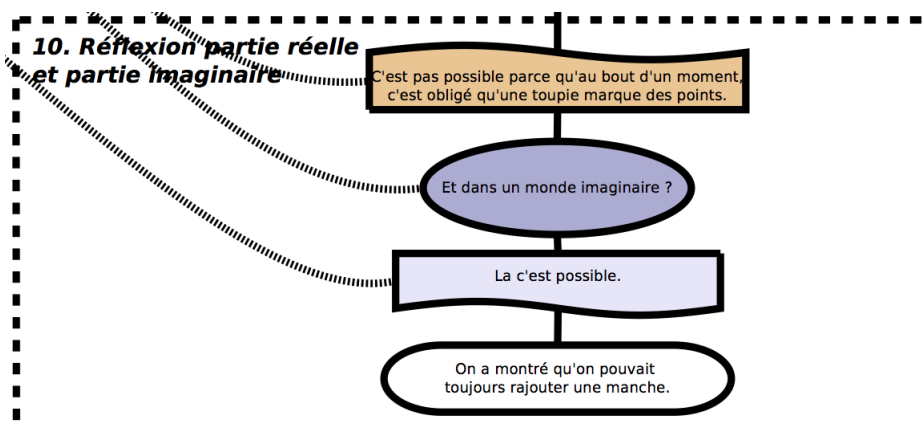 10. Réflexion partie réelle
et partie imaginaire
C'est pas possible parce qu'au bout d'un moment,
c'est obligé qu'une toupie marque des points.
Et dans un monde imaginaire ?
La c'est possible.
On a montré qu'on pouvait
toujours rajouter une manche.